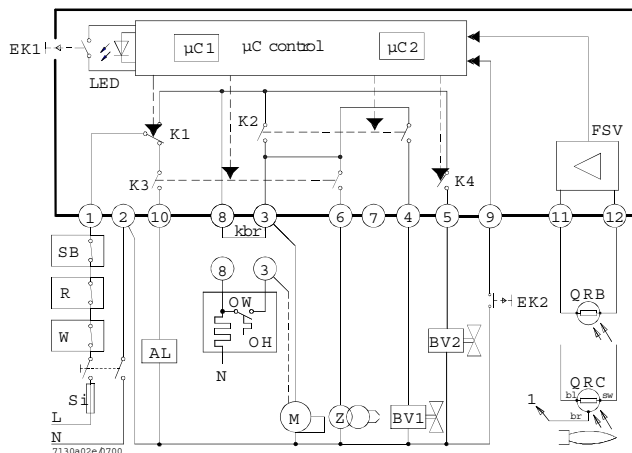 µC1
µC control
µC2
EK1
LED
FSV
K1
K2
K3
K4
1
2
10
8
3
6
7
4
5
9
11
12
kbr
SB
R
W
Si
L
N
AL
8
3
OW
OH
N
M
Z
BV1
BV2
EK2
QRB
QRC
bl
sw
br
1
7130a02e/0700